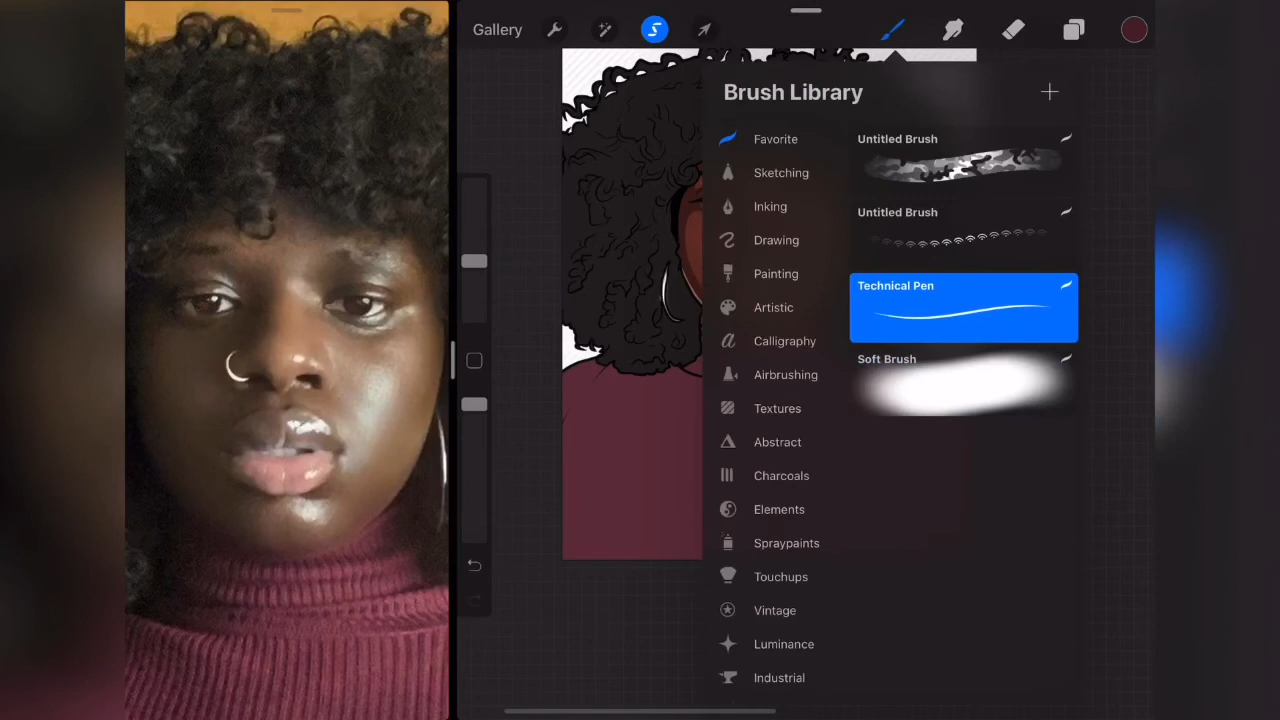 Gallery
Brush Library
Favorite
Sketching
Inking
Drawing
Painting
Artistic
Calligraphy
Airbrushing
Textures
Abstract
Charcoals
Elements
Spraypaints
Touchups
Vintage
Luminance
Industrial
Untitled Brush
Untitled Brush
Technical Pen
Soft Brush